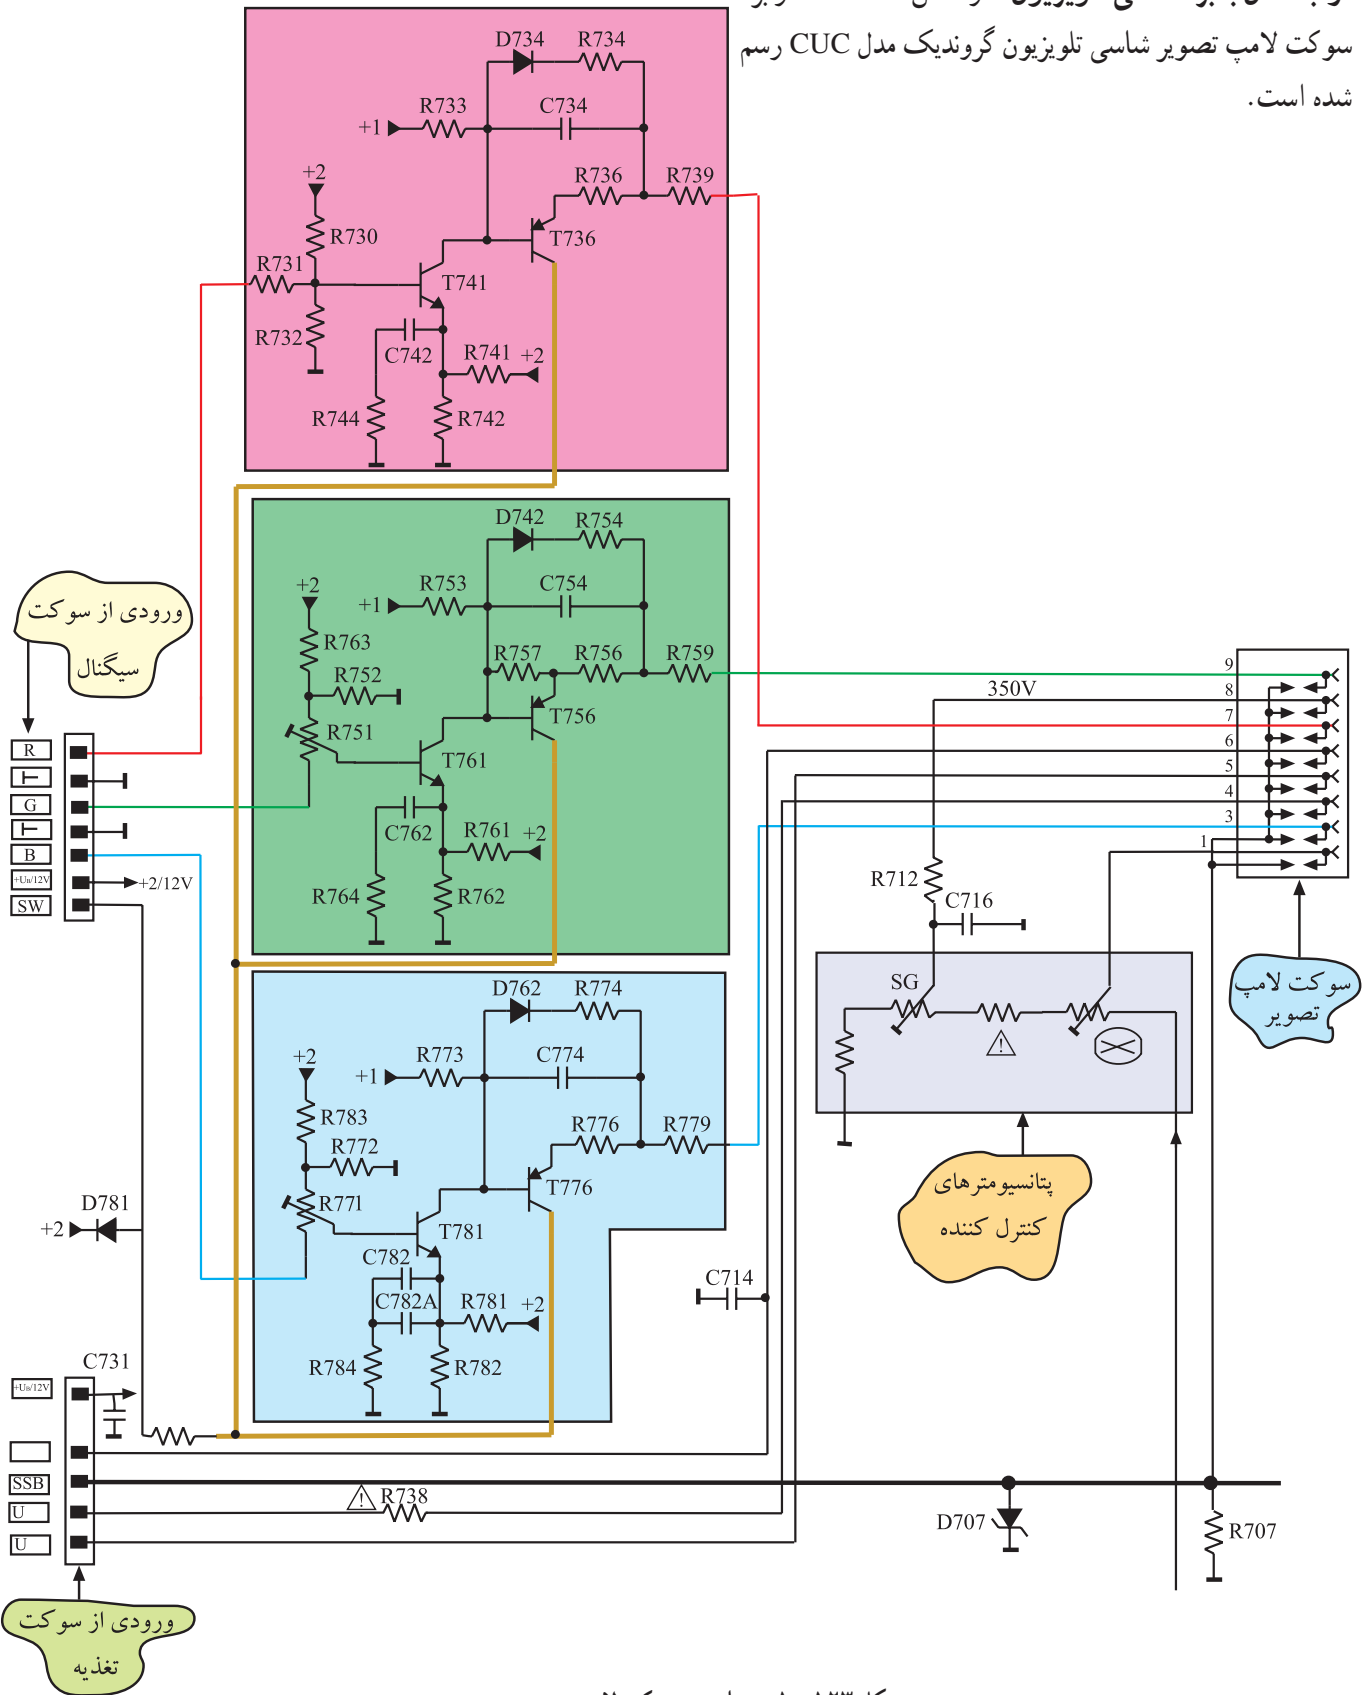 سوکت لامپ تصویر شاسی تلویزیون گروندیک مدل CUC رسم
شده است.
D734 R734
R733 C734
+1
R736 R739
+2
R730
T736
R731
T741
R732
C742
R741 +2
R744 R742
D742 R754
R753 C754
+1
+2
R763
R757 R756 R759
R752
T756
R751
T761
C762
R761 +2
R764 R762
D762 R774
R773 C774
+1
+2
R783
R776 R779
R772
T776
R771
T781
C782
C782A R781 +2
R784 R782
ورودی از سوکت
سیگنال
R
G
B
+UB/12V
+2/12V
SW
D781
+2
C731
+UB/12V
SSB
U
U
R738
ورودی از سوکت
تغذیه
350V
9
8
7
6
5
4
3
1
R712
C716
SG
سوکت لامپ
تصویر
پتانسیومترهای
کنترل کننده
C714
D707
R707